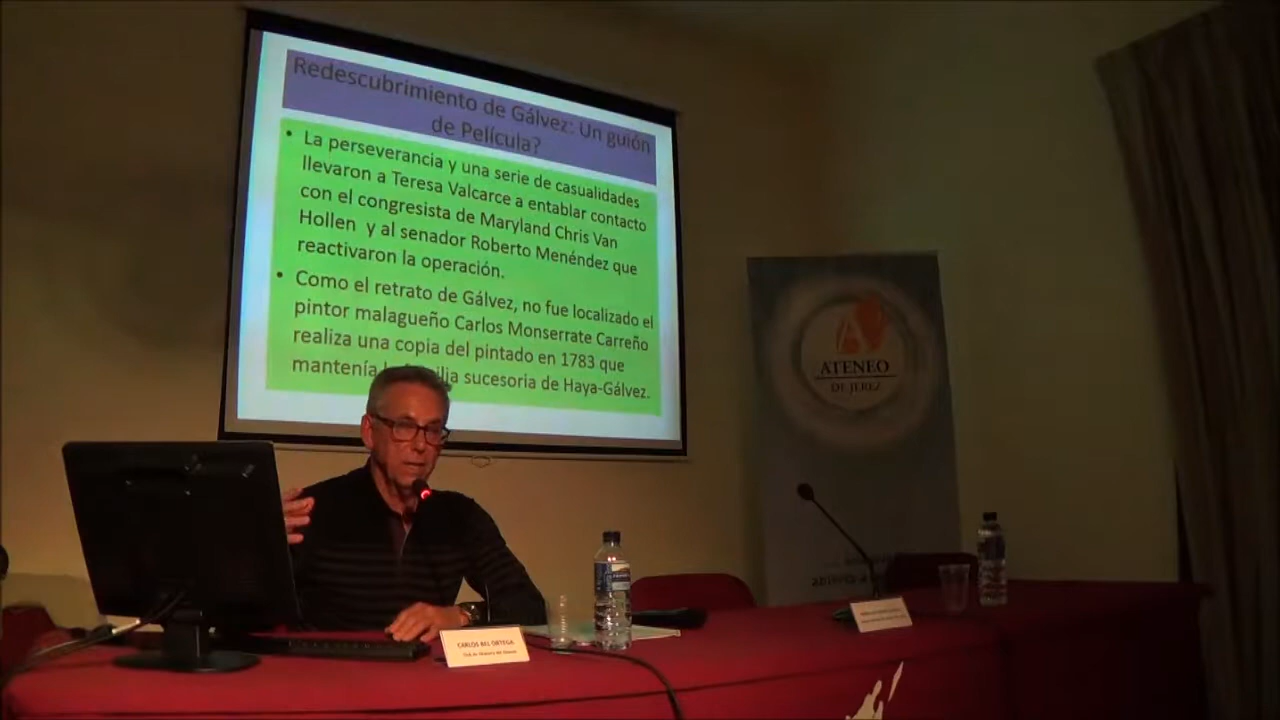 Redescubrimiento de Gálvez: Un guión
de Película?
• La perseverancia y una serie de casualidades
llevaron a Teresa Valcarce a entablar contacto
con el congresista de Maryland Chris Van
Hollen y al senador Roberto Menéndez que
reactivaron la operación.
• Como el retrato de Gálvez, no fue localizado el
pintor malagueño Carlos Monserrate Carreño
realiza una copia del pintado en 1783 que
mantenía la familia sucesoria de Haya-Gálvez.
ATENEO
DE JEREZ
CARLOS BEL ORTEGA